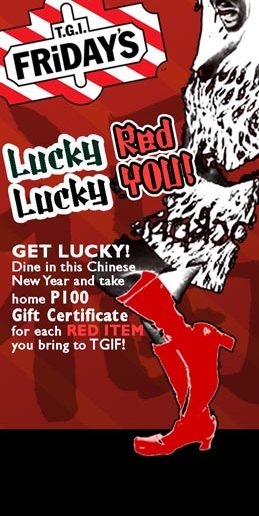 T.G.I.
FRiDAY'S
Lucky Red
Lucky YOU!
GET LUCKY!
Dine in this Chinese
New Year and take
home P100
Gift Certificate
for each RED ITEM
you bring to TGIF!